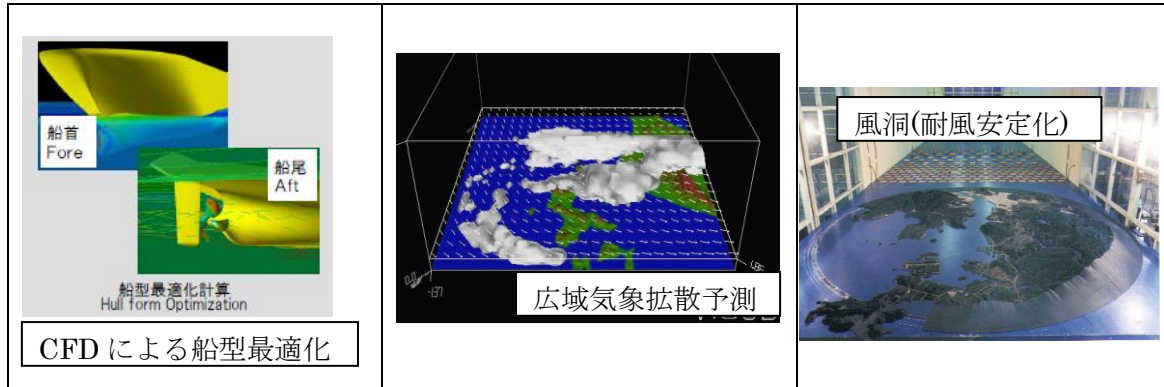 船首
Fore
船尾
Aft
船型最適化計算
Hull form Optimization
CFD による船型最適化
広域気象拡散予測
風洞(耐風安定化)